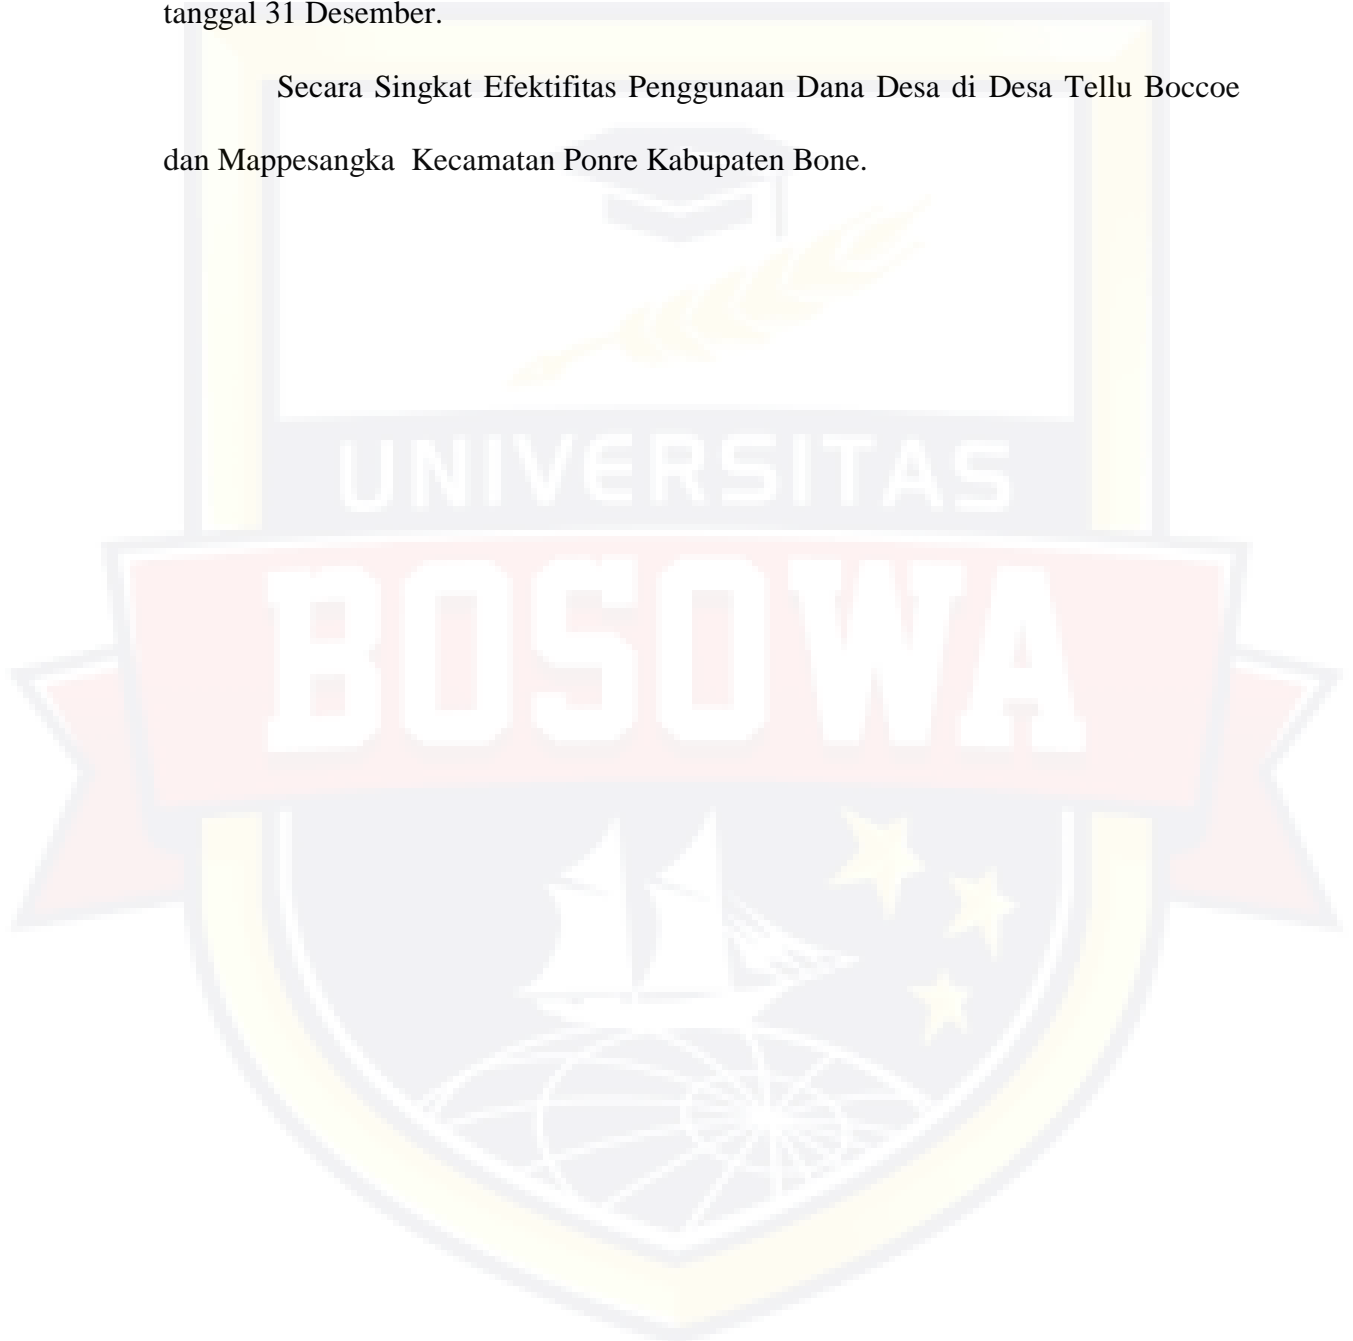 tanggal 31 Desember.
Secara Singkat Efektifitas Penggunaan Dana Desa di Desa Tellu Boccoe
dan Mappesangka Kecamatan Ponre Kabupaten Bone.
UNIVERSITAS
BOSOWA